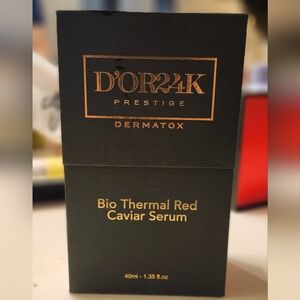 D'OR24K
PRESTIGE
DERMATOX
Bio Thermal Red
Caviar Serum
40ml - 1.35 fl.oz